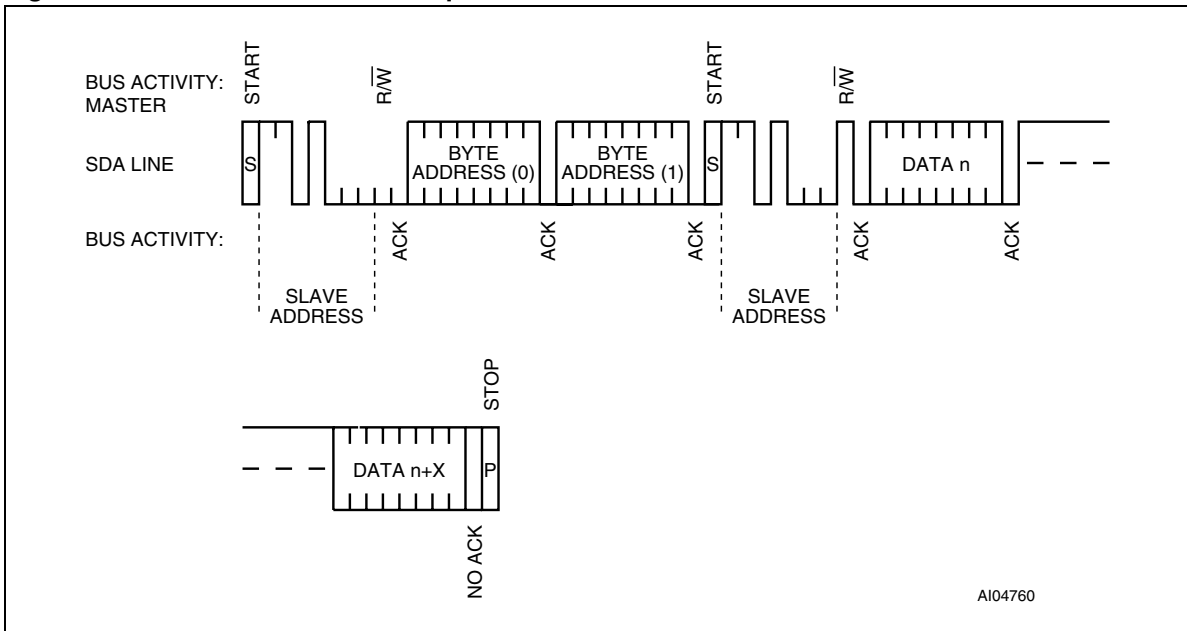 START
R/W
START
R/W
BUS ACTIVITY:
MASTER
SDA LINE
S
BYTE
ADDRESS (0)
BYTE
ADDRESS (1)
S
DATA n
BUS ACTIVITY:
ACK
ACK
ACK
ACK
ACK
SLAVE
ADDRESS
SLAVE
ADDRESS
STOP
DATA n+X
P
NO ACK
AI04760